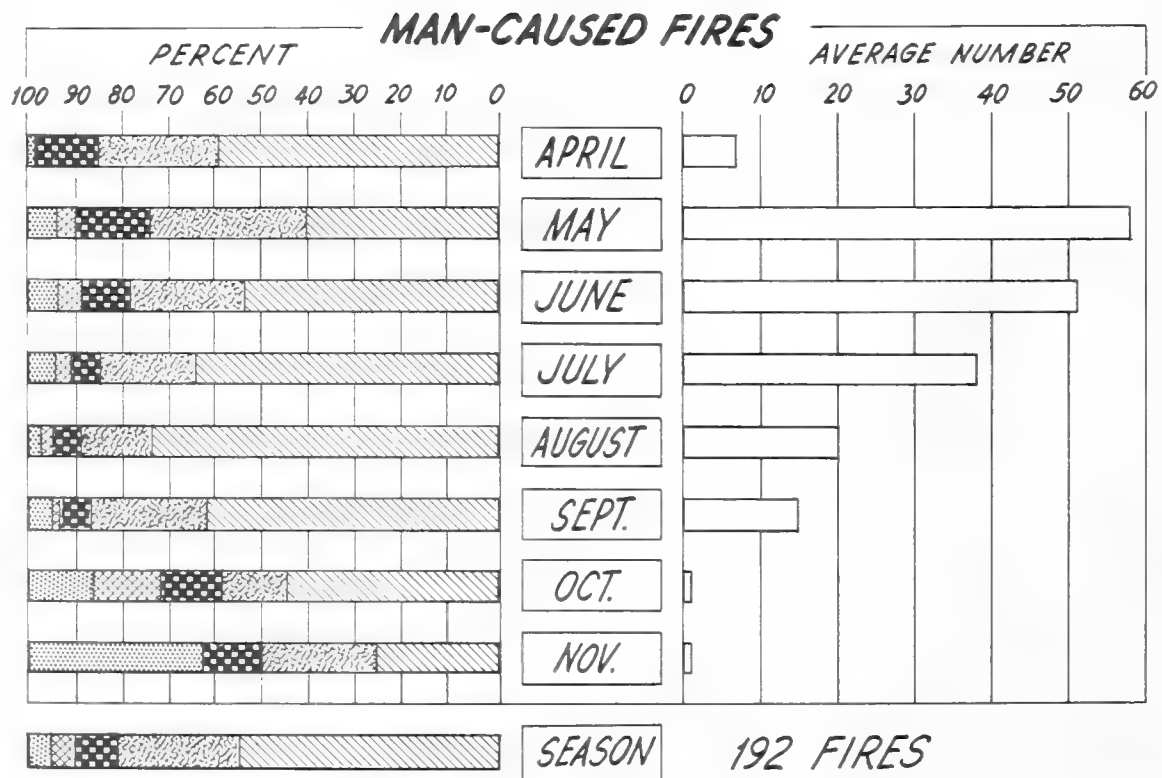 MAN-CAUSED FIRES
PERCENT
AVERAGE NUMBER
100 90 80 70 60 50 40 30 20 10 0
0 10 20 30 40 50 60
APRIL
MAY
JUNE
JULY
AUGUST
SEPT.
OCT.
NOV.
SEASON 192 FIRES